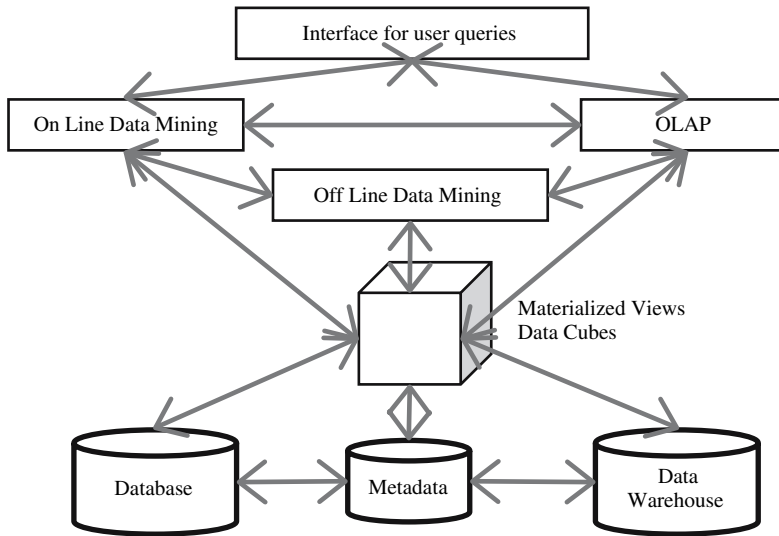 Interface for user queries
On Line Data Mining
OLAP
Off Line Data Mining
Materialized Views
Data Cubes
Database
Metadata
Data
Warehouse